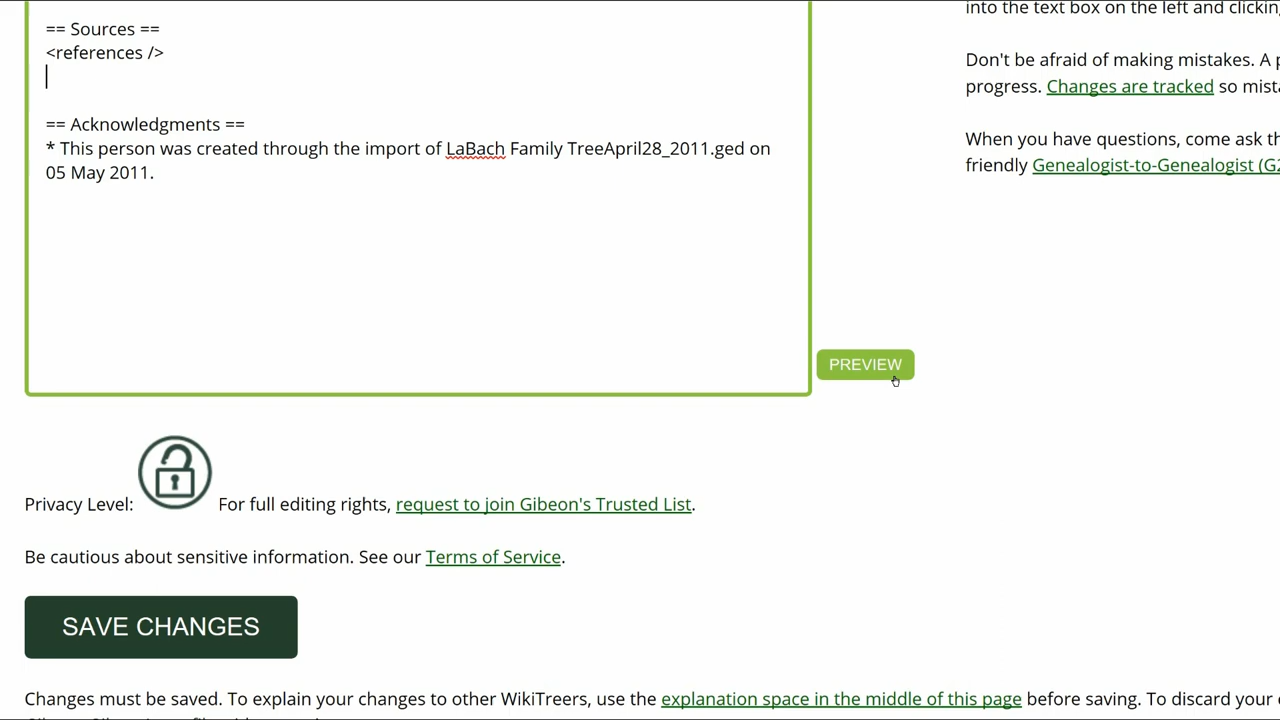 into the text box on the left and clickin
== Sources ==
<references />
Don't be afraid of making mistakes. A p
progress. Changes are tracked so mista
== Acknowledgments ==
* This person was created through the import of LaBach Family TreeApril28_2011.ged on
05 May 2011.
When you have questions, come ask th
friendly Genealogist-to-Genealogist (G2
PREVIEW
Privacy Level: For full editing rights, request to join Gibeon's Trusted List.
Be cautious about sensitive information. See our Terms of Service.
SAVE CHANGES
Changes must be saved. To explain your changes to other WikiTreers, use the explanation space in the middle of this page before saving. To discard your